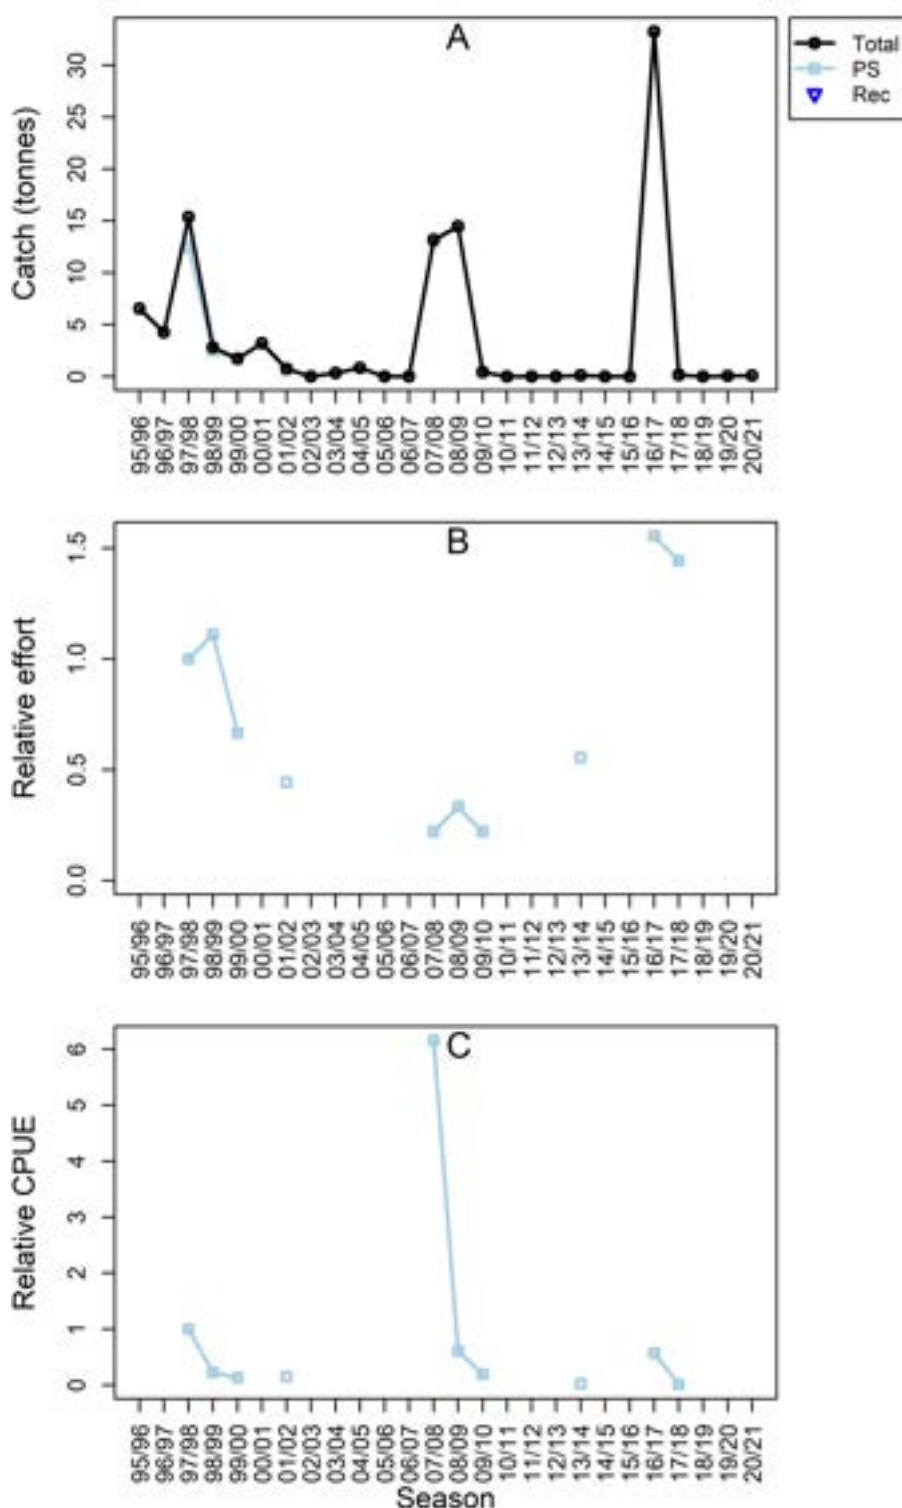 A
Total
PS
Rec
Catch (tonnes)
30
25
20
15
10
5
0
95/96 96/97 97/98 98/99 99/00 00/01 01/02 02/03 03/04 04/05 05/06 06/07 07/08 08/09 09/10 10/11 11/12 12/13 13/14 14/15 15/16 16/17 17/18 18/19 19/20 20/21
B
Relative effort
1.5
1.0
0.5
0.0
95/96 96/97 97/98 98/99 99/00 00/01 01/02 02/03 03/04 04/05 05/06 06/07 07/08 08/09 09/10 10/11 11/12 12/13 13/14 14/15 15/16 16/17 17/18 18/19 19/20 20/21
C
Relative CPUE
6
5
4
3
2
1
0
95/96 96/97 97/98 98/99 99/00 00/01 01/02 02/03 03/04 04/05 05/06 06/07 07/08 08/09 09/10 10/11 11/12 12/13 13/14 14/15 15/16 16/17 17/18 18/19 19/20 20/21
Season